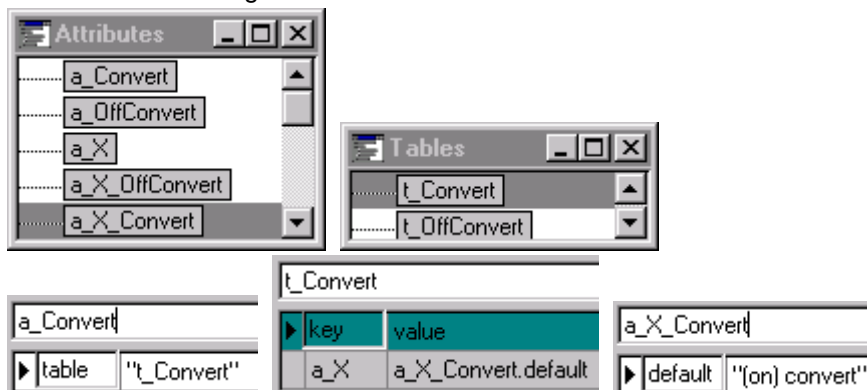 Attributes
a_Convert
a_OffConvert
a_X
a_X_OffConvert
a_X_Convert
Tables
t_Convert
t_OffConvert
a_Convert
table "t_Convert"
t_Convert
key value
a_X a_X_Convert.default
a_X_Convert
default "(on) convert"